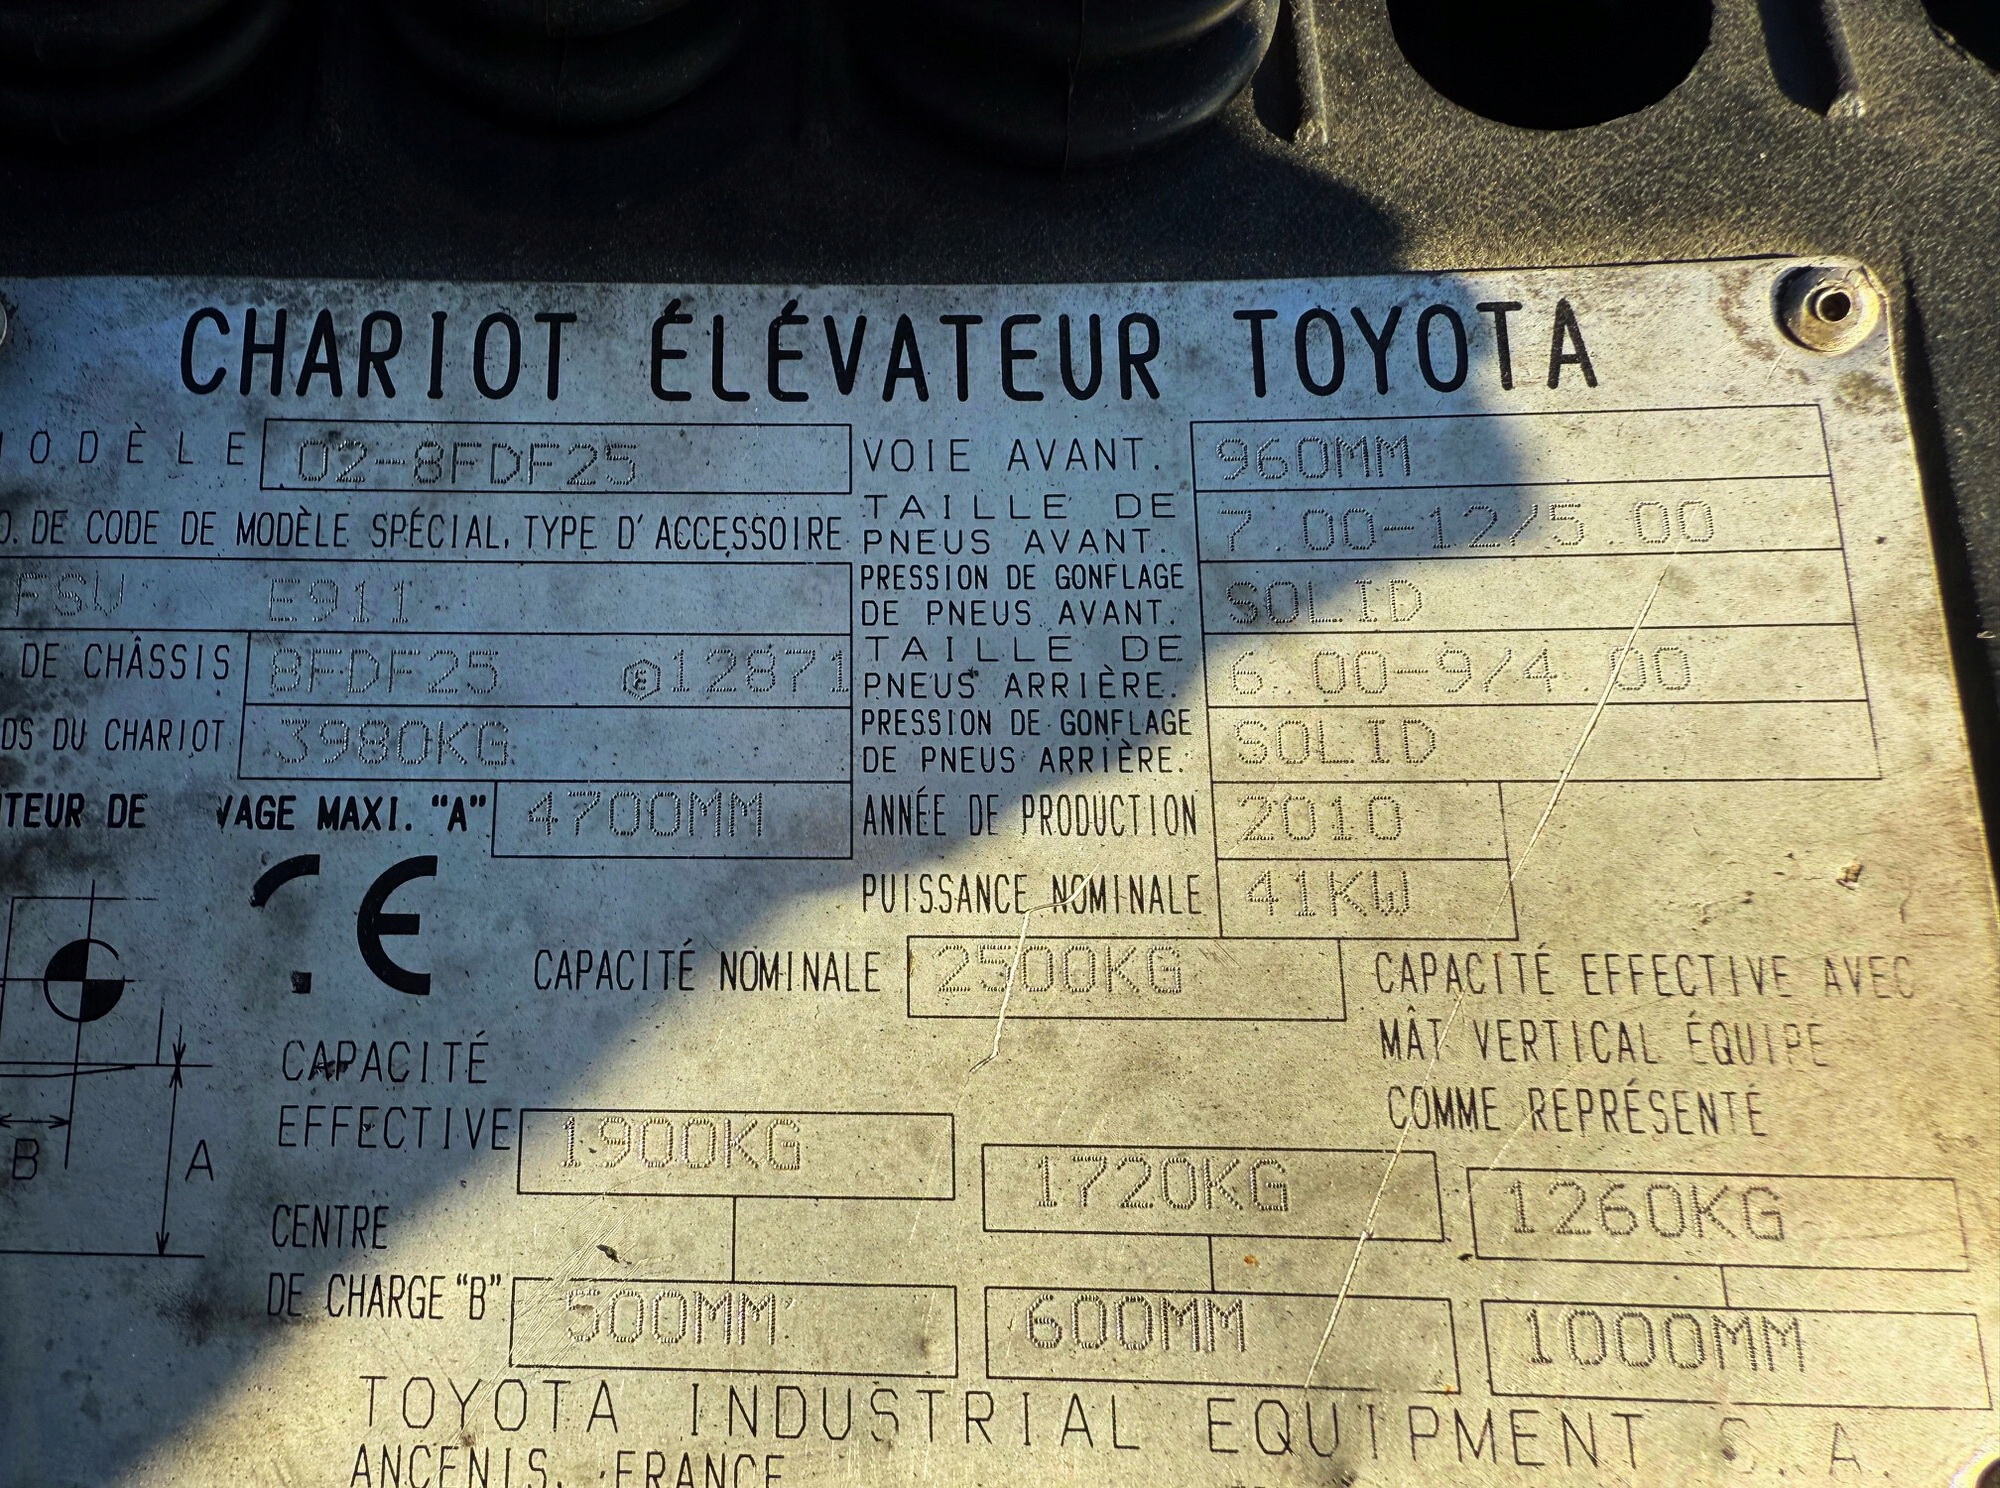 CHARIOT ÉLÉVATEUR TOYOTA
ODÈLE 02-8FDF25 VOIE AVANT. 960MM
O. DE CODE DE MODÈLE SPÉCIAL, TYPE D'ACCESSOIRE TAILLE DE PNEUS AVANT. 7.00-12/5.00
FSV E911 PRESSION DE GONFLAGE DE PNEUS AVANT. SOLID
DE CHÂSSIS 8FDF25 12871 TAILLE DE PNEUS ARRIÈRE. 6.00-9/4.00
DS DU CHARIOT 3980KG PRESSION DE GONFLAGE DE PNEUS ARRIÈRE. SOLID
TEUR DE VAGE MAXI. "A" 4700MM ANNÉE DE PRODUCTION 2010
CE PUISSANCE NOMINALE 41KW
CAPACITÉ NOMINALE 2500KG CAPACITÉ EFFECTIVE AVEC
MÂT VERTICAL ÉQUIPÉ
COMME REPRÉSENTÉ
CAPACITÉ
EFFECTIVE 1900KG 1720KG 1260KG
B A
CENTRE
DE CHARGE "B" 500MM 600MM 1000MM
TOYOTA INDUSTRIAL EQUIPMENT S.A.
ANCENIS, FRANCE